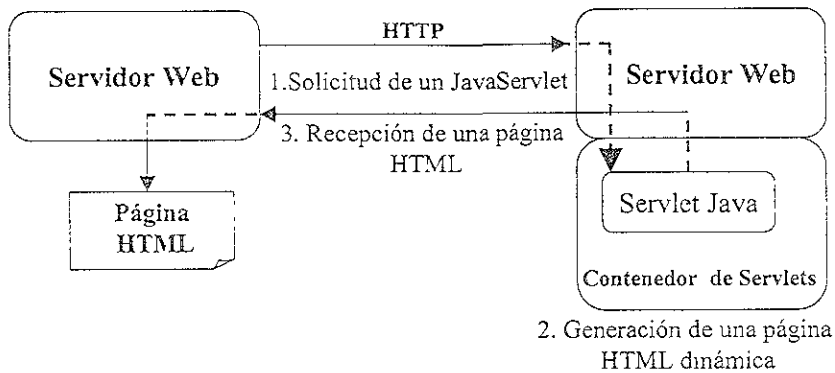 HTTP
Servidor Web
1.Solicitud de un JavaServlet
Servidor Web
3. Recepción de una página
HTML
Página
HTML
Servlet Java
Contenedor de Servlets
2. Generación de una página
HTML dinámica